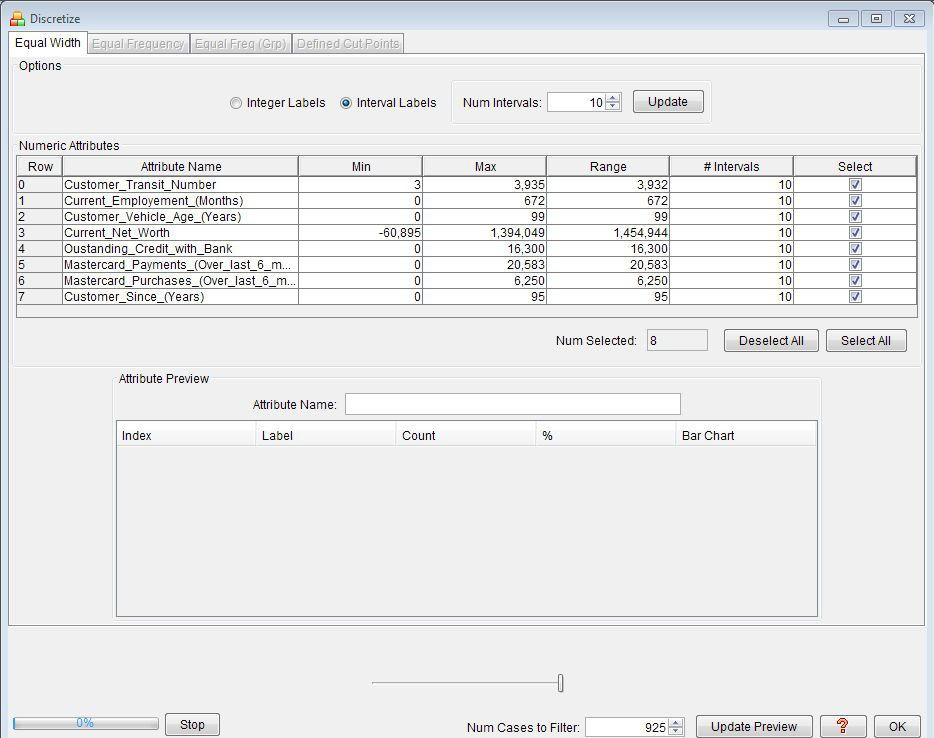 Discretize
Equal Width Equal Frequency Equal Freq (Grp) Defined Cut Points
Options
Integer Labels Interval Labels Num Intervals: 10 Update
Numeric Attributes
Row Attribute Name Min Max Range # Intervals Select
0 Customer_Transit_Number 3 3,935 3,932 10
1 Current_Employement_(Months) 0 672 672 10
2 Customer_Vehicle_Age_(Years) 0 99 99 10
3 Current_Net_Worth -60,895 1,394,049 1,454,944 10
4 Oustanding_Credit_with_Bank 0 16,300 16,300 10
5 Mastercard_Payments_(Over_last_6_m... 0 20,583 20,583 10
6 Mastercard_Purchases_(Over_last_6_m... 0 6,250 6,250 10
7 Customer_Since_(Years) 0 95 95 10
Num Selected: 8 Deselect All Select All
Attribute Preview
Attribute Name:
Index Label Count % Bar Chart
0% Stop Num Cases to Filter: 925 Update Preview ? OK